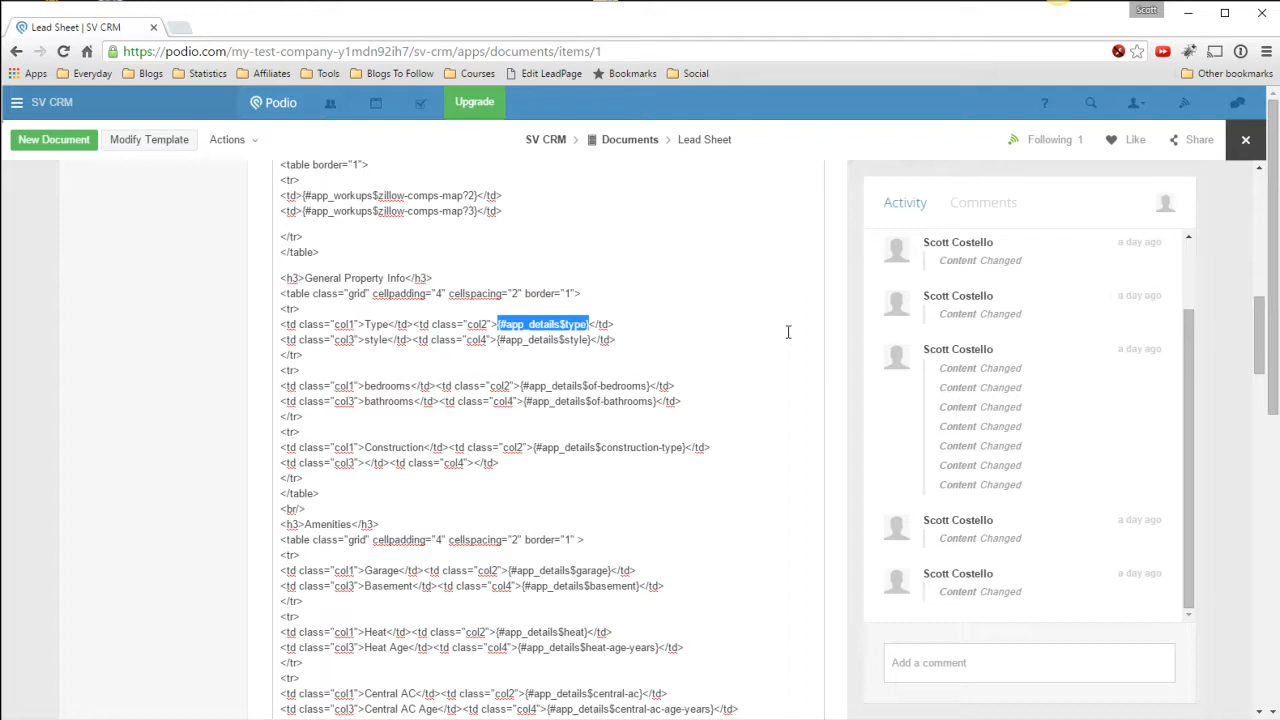 Scott
Lead Sheet | SV CRM
https://podio.com/my-test-company-y1mdn92ih7/sv-crm/apps/documents/items/1
Apps Everyday Blogs Statistics Affiliates Tools Blogs To Follow Courses Edit LeadPage Bookmarks Social Other bookmarks
SV CRM Podio Upgrade ?
New Document Modify Template Actions SV CRM > Documents > Lead Sheet Following 1 Like Share
<table border="1">
<tr>
<td>{#app_workups$zillow-comps-map?2}</td>
<td>{#app_workups$zillow-comps-map?3}</td>
</tr>
</table>
<h3>General Property Info</h3>
<table class="grid" cellpadding="4" cellspacing="2" border="1">
<tr>
<td class="col1">Type</td><td class="col2">{#app_details$type}</td>
<td class="col3">style</td><td class="col4">{#app_details$style}</td>
</tr>
<tr>
<td class="col1">bedrooms</td><td class="col2">{#app_details$of-bedrooms}</td>
<td class="col3">bathrooms</td><td class="col4">{#app_details$of-bathrooms}</td>
</tr>
<tr>
<td class="col1">Construction</td><td class="col2">{#app_details$construction-type}</td>
<td class="col3"></td><td class="col4"></td>
</tr>
</table>
<br/>
<h3>Amenities</h3>
<table class="grid" cellpadding="4" cellspacing="2" border="1" >
<tr>
<td class="col1">Garage</td><td class="col2">{#app_details$garage}</td>
<td class="col3">Basement</td><td class="col4">{#app_details$basement}</td>
</tr>
<tr>
<td class="col1">Heat</td><td class="col2">{#app_details$heat}</td>
<td class="col3">Heat Age</td><td class="col4">{#app_details$heat-age-years}</td>
</tr>
<tr>
<td class="col1">Central AC</td><td class="col2">{#app_details$central-ac}</td>
<td class="col3">Central AC Age</td><td class="col4">{#app_details$central-ac-age-years}</td>
Activity Comments
Scott Costello a day ago
Content Changed
Scott Costello a day ago
Content Changed
Scott Costello a day ago
Content Changed
Content Changed
Content Changed
Content Changed
Content Changed
Content Changed
Content Changed
Scott Costello a day ago
Content Changed
Scott Costello a day ago
Content Changed
Add a comment